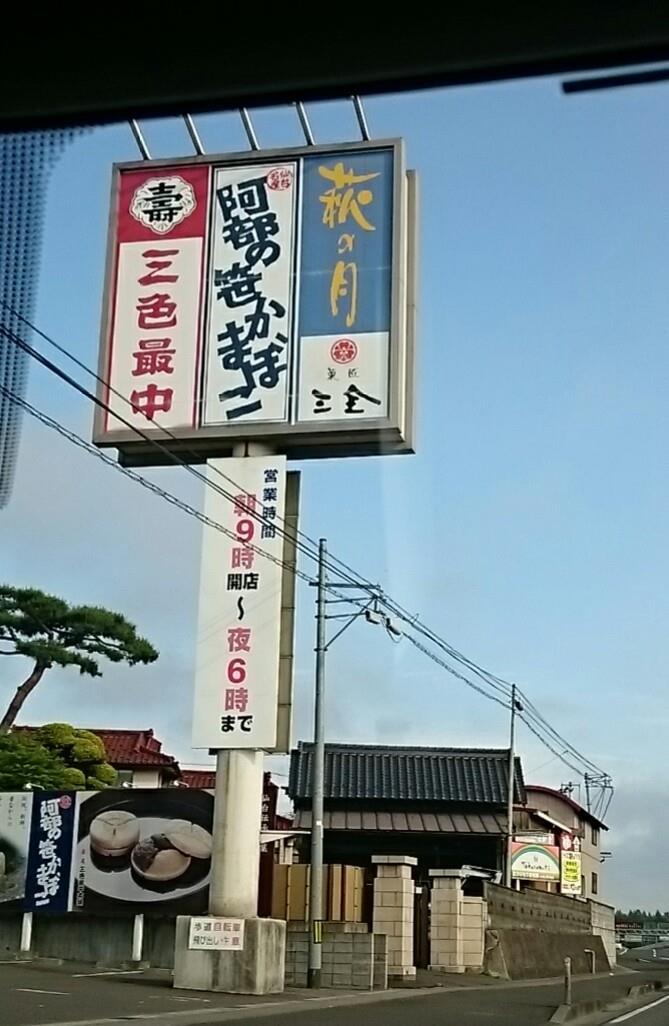 萩の月
菓匠
三全
仙台名産
阿部の笹かまぼこ
壽
三色最中
営業時間
朝9時
開店
～
夜6時
まで
阿部の笹かまぼこ
歩道自転車
飛び出し注意